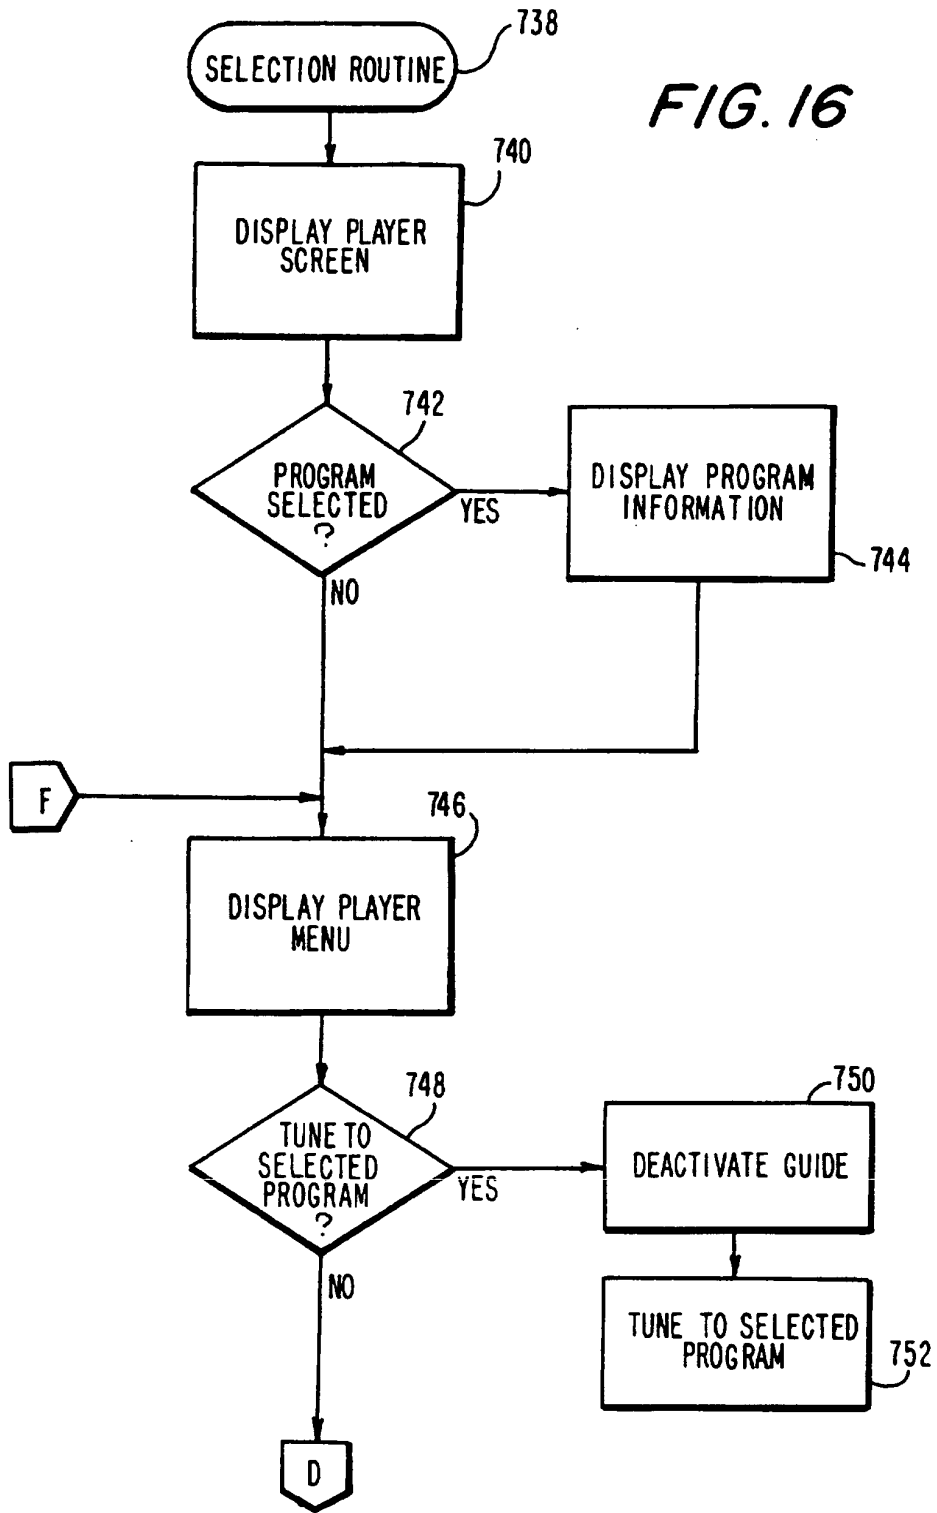 738
SELECTION ROUTINE
FIG. 16
740
DISPLAY PLAYER
SCREEN
742
PROGRAM
SELECTED
?
YES
NO
DISPLAY PROGRAM
INFORMATION
744
F
746
DISPLAY PLAYER
MENU
748
TUNE TO
SELECTED
PROGRAM
?
YES
NO
750
DEACTIVATE GUIDE
TUNE TO SELECTED
PROGRAM
752
D